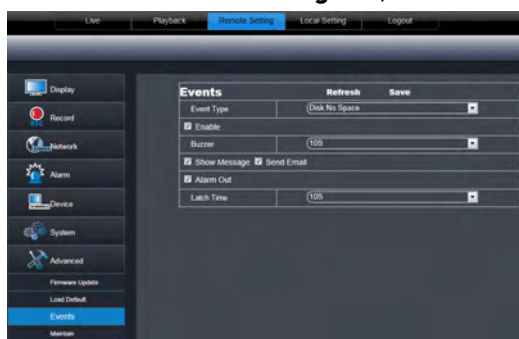 Live Playback Remote Setting Local Setting Logout
Display
Record
Network
Alarm
Device
System
Advanced
Firmware Update
Load Default
Events
Maintain
Events Refresh Save
Event Type Disk No Space
Enable
Buzzer 10S
Show Message Send Email
Alarm Out
Latch Time 10S